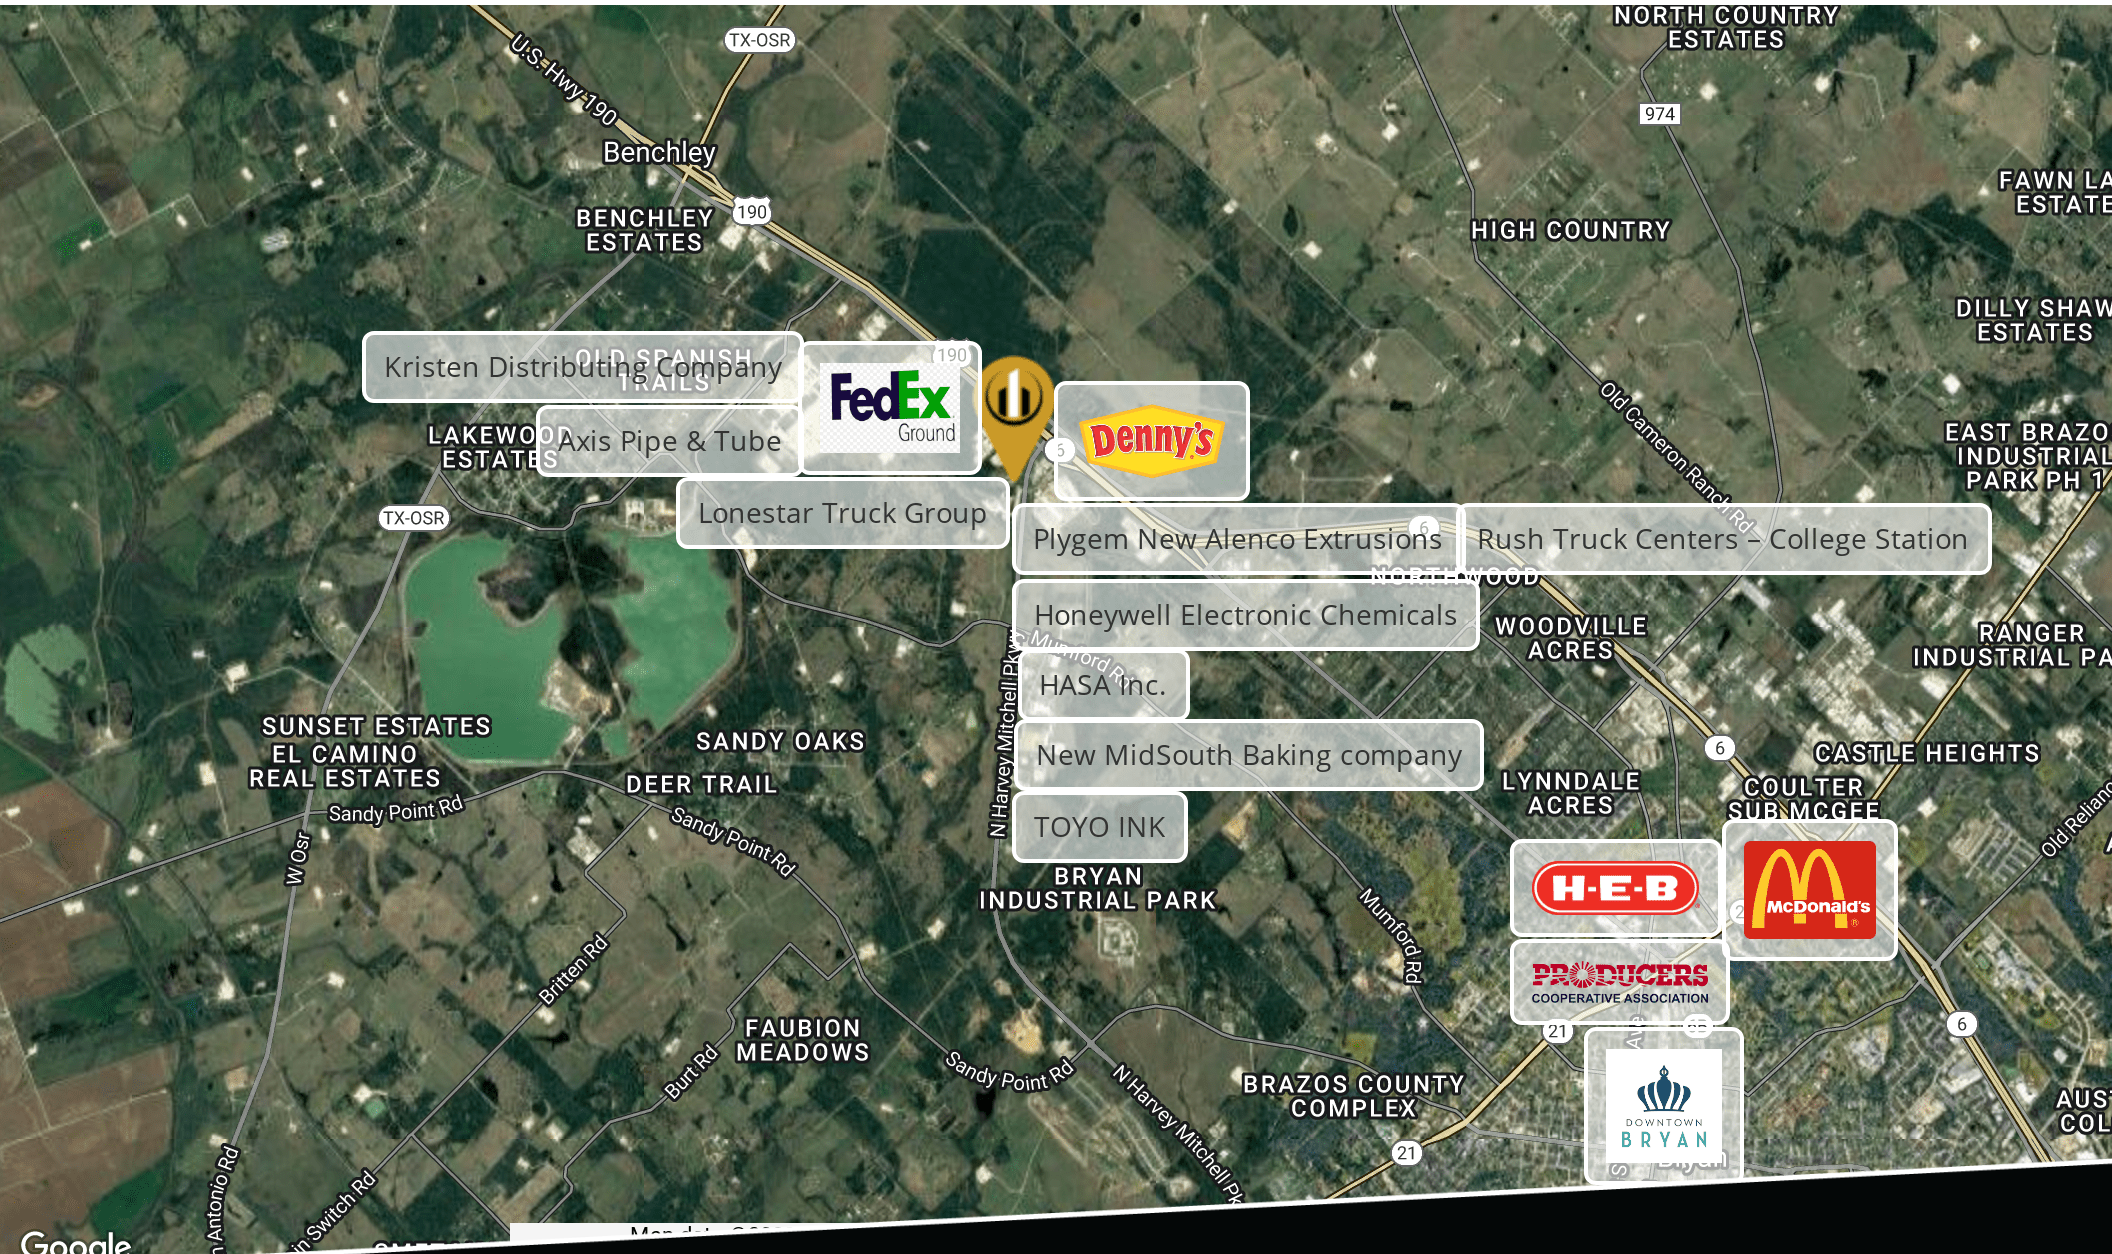 NORTH COUNTRY
ESTATES
TX-OSR
U.S. Hwy 190
974
Benchley
FAWN LA
ESTATE
190
BENCHLEY
ESTATES
HIGH COUNTRY
DILLY SHAW
ESTATES
OLD SPANISH
TRAILS
Kristen Distributing Company
190
FedEx
Ground
Denny's
6
Old Cameron Ranch Rd
LAKEWOOD
ESTATES
Axis Pipe & Tube
EAST BRAZO
INDUSTRIAL
PARK PH 1
TX-OSR
Lonestar Truck Group
6
Plygem New Alenco Extrusions
Rush Truck Centers – College Station
NORTHWOOD
Honeywell Electronic Chemicals
WOODVILLE
ACRES
RANGER
INDUSTRIAL PA
Mumford Rd
HASA Inc.
N Harvey Mitchell Pkwy
SUNSET ESTATES
EL CAMINO
REAL ESTATES
SANDY OAKS
New MidSouth Baking company
6
CASTLE HEIGHTS
DEER TRAIL
LYNNDALE
ACRES
COULTER
SUB MCGEE
Sandy Point Rd
Sandy Point Rd
TOYO INK
Old Relianc
W Osr
BRYAN
INDUSTRIAL PARK
H-E-B
McDonald's
®
Mumford Rd
Britten Rd
PRODUCERS
COOPERATIVE ASSOCIATION
FAUBION
MEADOWS
21
6
Burt Rd
Sandy Point Rd
N Harvey Mitchell Pk
BRAZOS COUNTY
COMPLEX
DOWNTOWN
BRYAN
Bryan
AUS
COL
21
n Antonio Rd
in Switch Rd
Google